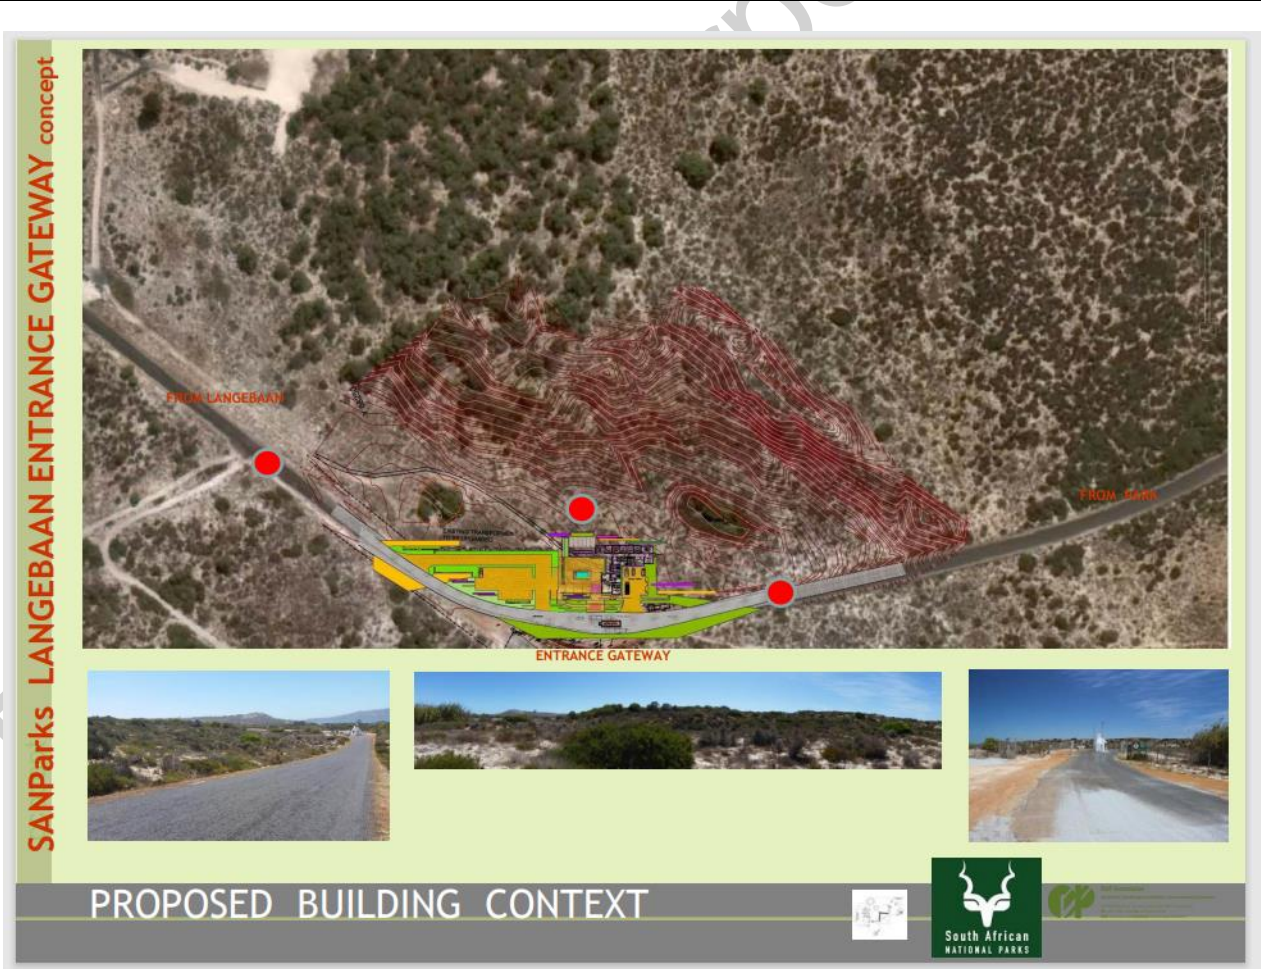 SANParks LANGEBAAN ENTRANCE GATEWAY concept
FROM LANGEBAAN
FROM PARK
ENTRANCE GATEWAY
PROPOSED BUILDING CONTEXT
South African
NATIONAL PARKS